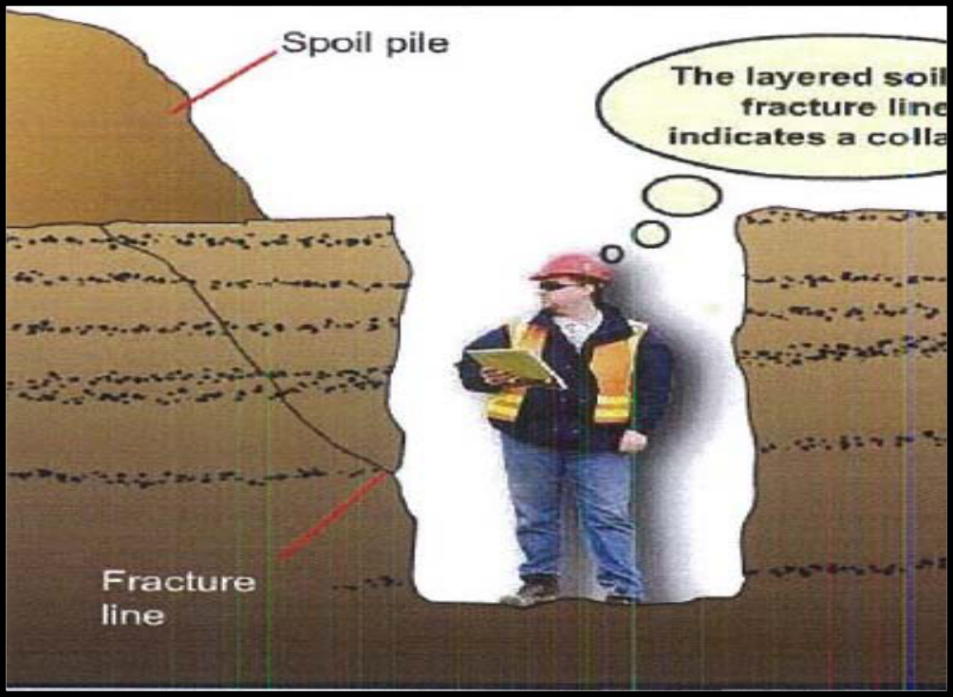 Spoil pile
The layered soil
fracture line
indicates a colla
Fracture
line